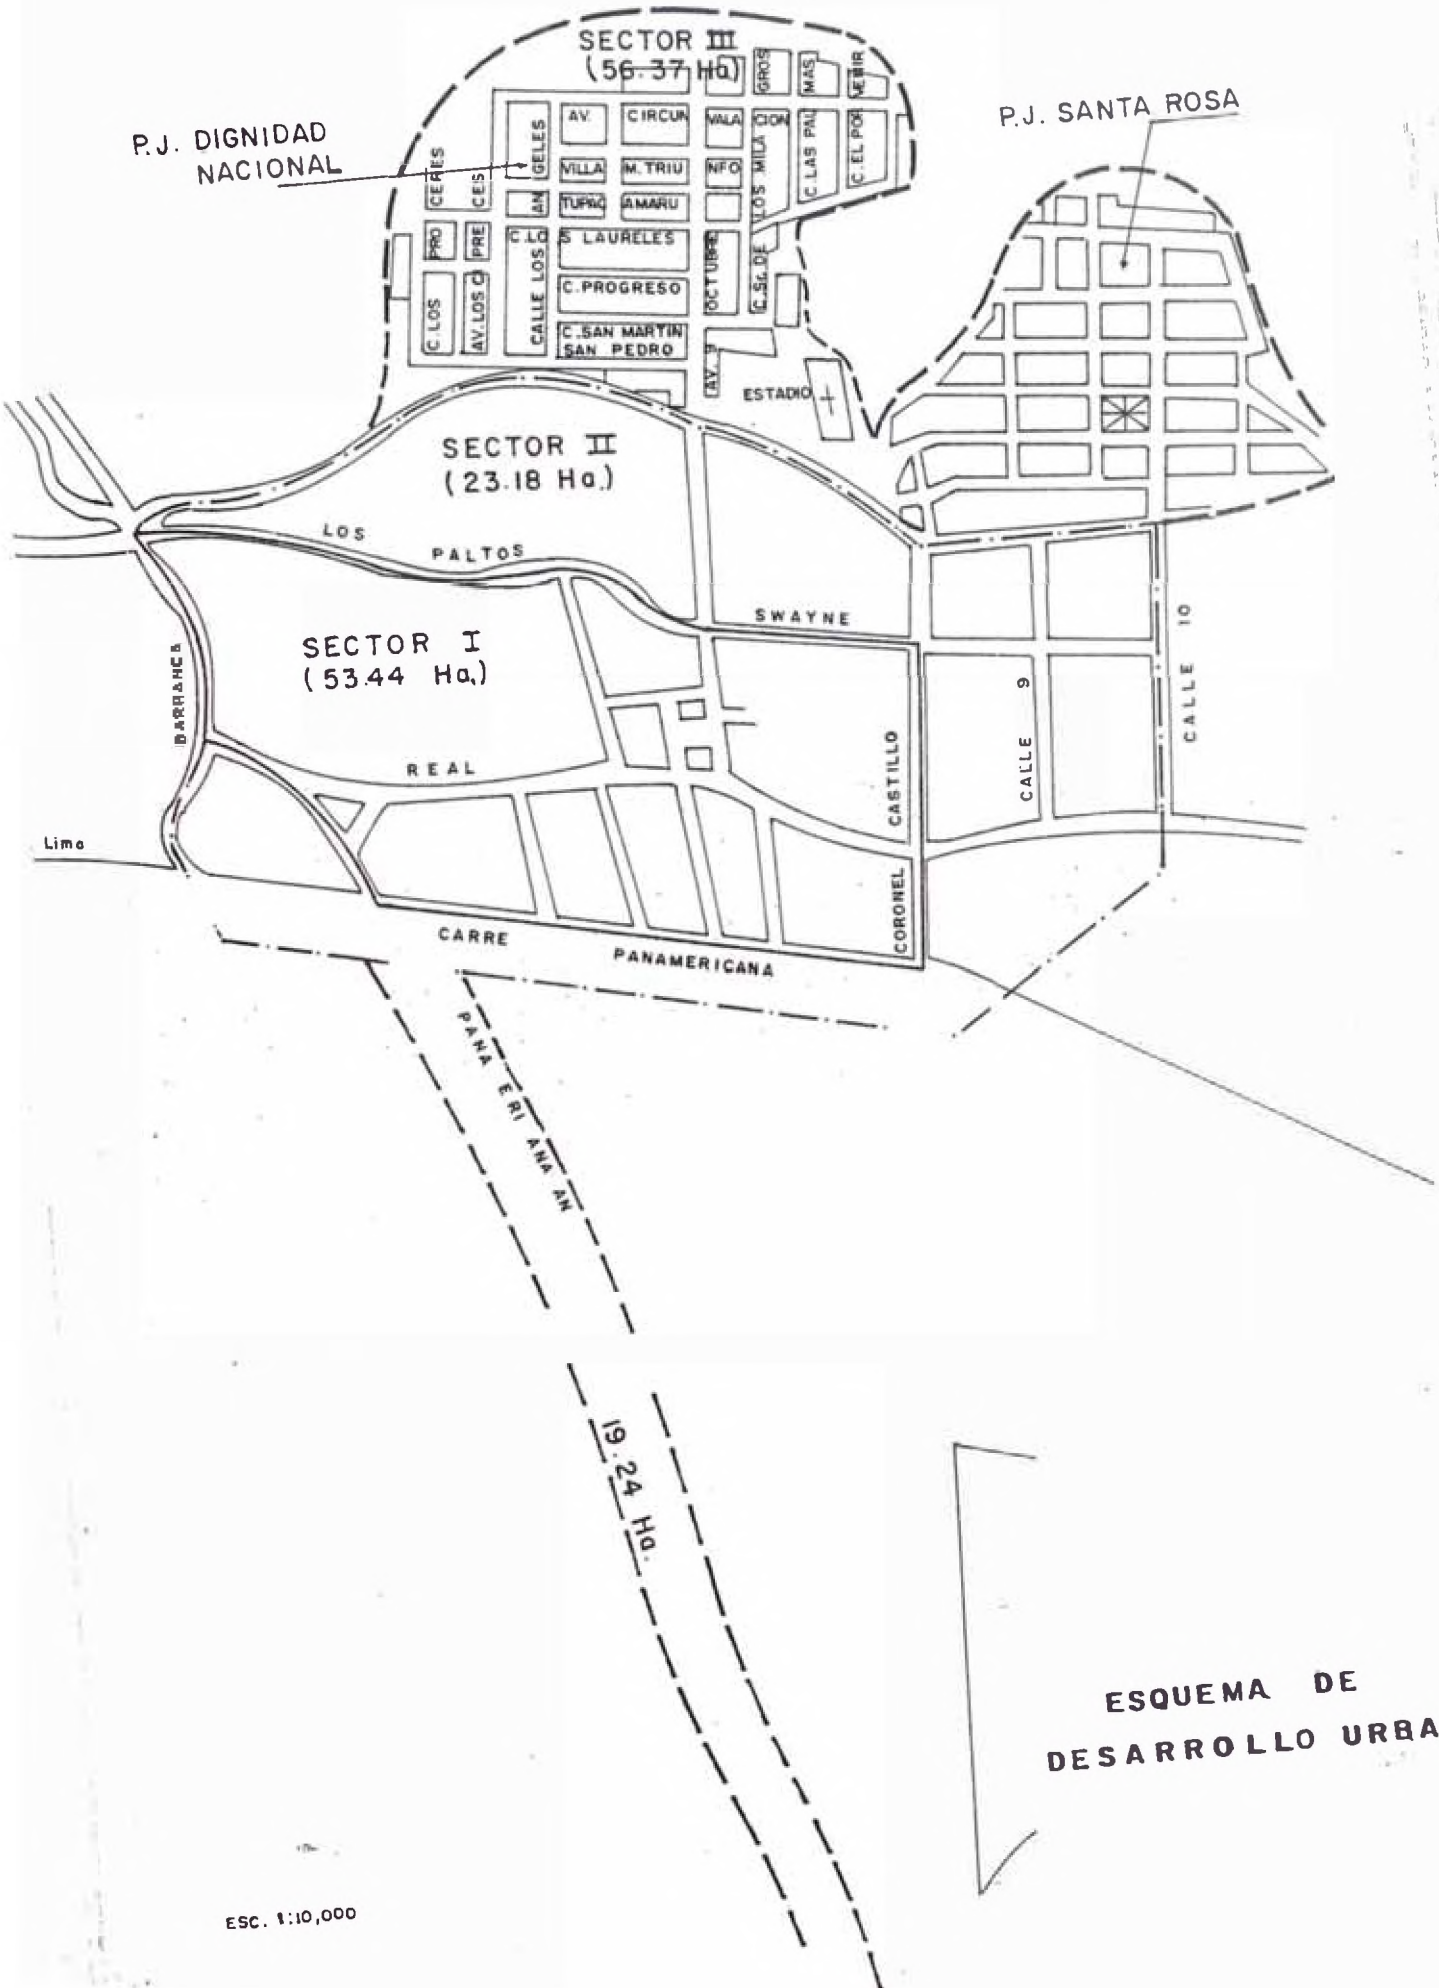 SECTOR III
(56.37 Ha)
P.J. DIGNIDAD
NACIONAL
P.J. SANTA ROSA
AV. CIRCUN VALA CION
VILLA M. TRIU NFO
TUPAC AMARU
C. LOS LAURELES
C. PROGRESO
C. SAN MARTIN
SAN PEDRO
C. LOS PRO CERES
AV. LOS
PRE
CES
CALLE LOS AN GELES
AV. 9 OCTUBRE
C. Sr. DE LOS MILA GROS
C. LAS PAL MAS
C. EL POR VENIR
ESTADIO
SECTOR II
(23.18 Ha.)
LOS PALTOS
SWAYNE
SECTOR I
(53.44 Ha.)
BARRANCA
REAL
CORONEL CASTILLO
CALLE 9
CALLE 10
Lima
CARRE PANAMERICANA
PANA ERI ANA AN
19.24 Ha.
ESQUEMA DE
DESARROLLO URBA
ESC. 1:10,000